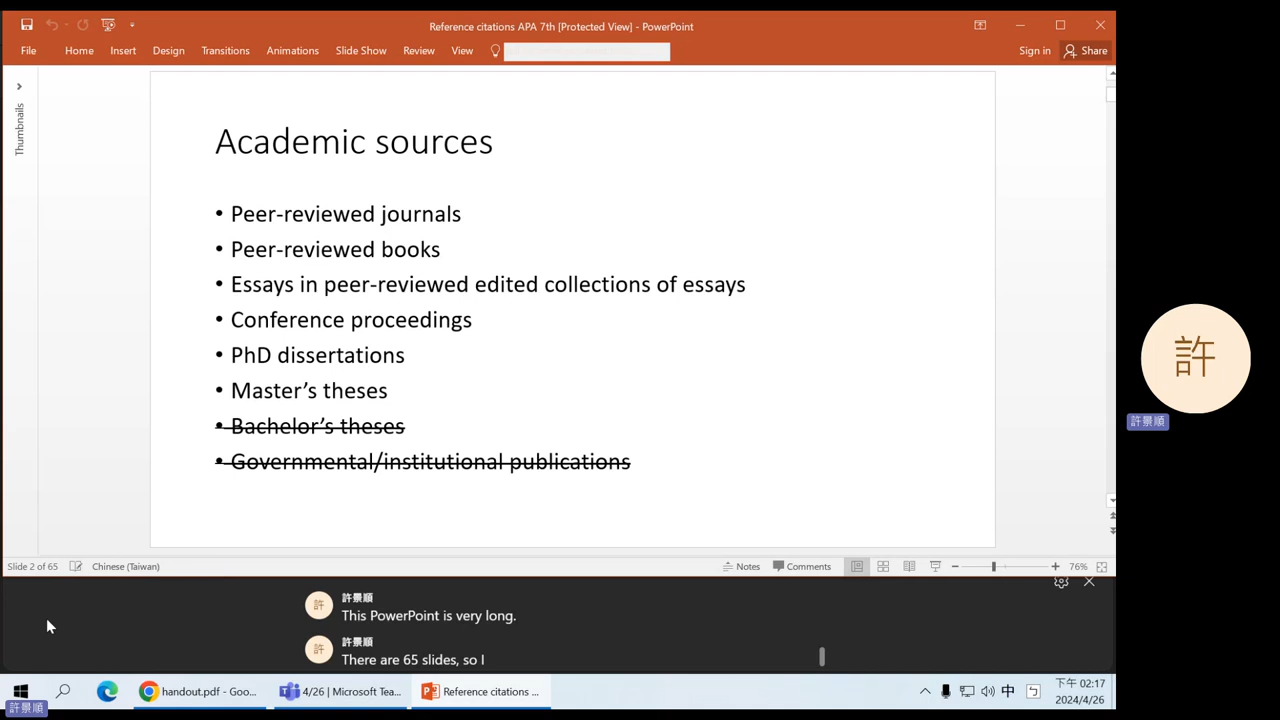 Reference citations APA 7th [Protected View] - PowerPoint
File Home Insert Design Transitions Animations Slide Show Review View Sign in Share
Thumbnails
Academic sources
• Peer-reviewed journals
• Peer-reviewed books
• Essays in peer-reviewed edited collections of essays
• Conference proceedings
• PhD dissertations
• Master’s theses
• Bachelor’s theses
• Governmental/institutional publications
許
許景順
Slide 2 of 65 Chinese (Taiwan) Notes Comments 76%
許 許景順
This PowerPoint is very long.
許 許景順
There are 65 slides, so I
handout.pdf - Goo... 4/26 | Microsoft Tea... Reference citations ... 中 ㄅ 下午 02:17
2024/4/26
許景順